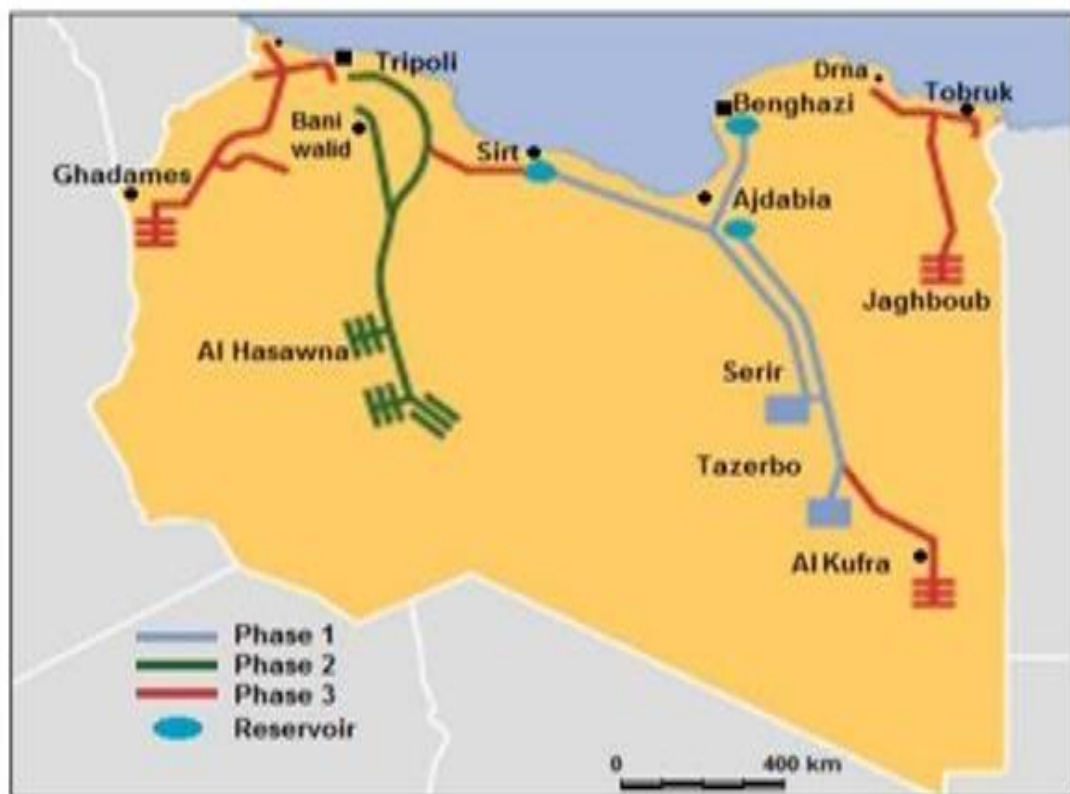 Tripoli
Drna
Benghazi
Tobruk
Bani
walid
Sirt
Ghadames
Ajdabia
Jaghboub
Al Hasawna
Serir
Tazerbo
Al Kufra
Phase 1
Phase 2
Phase 3
Reservoir
0 400 km